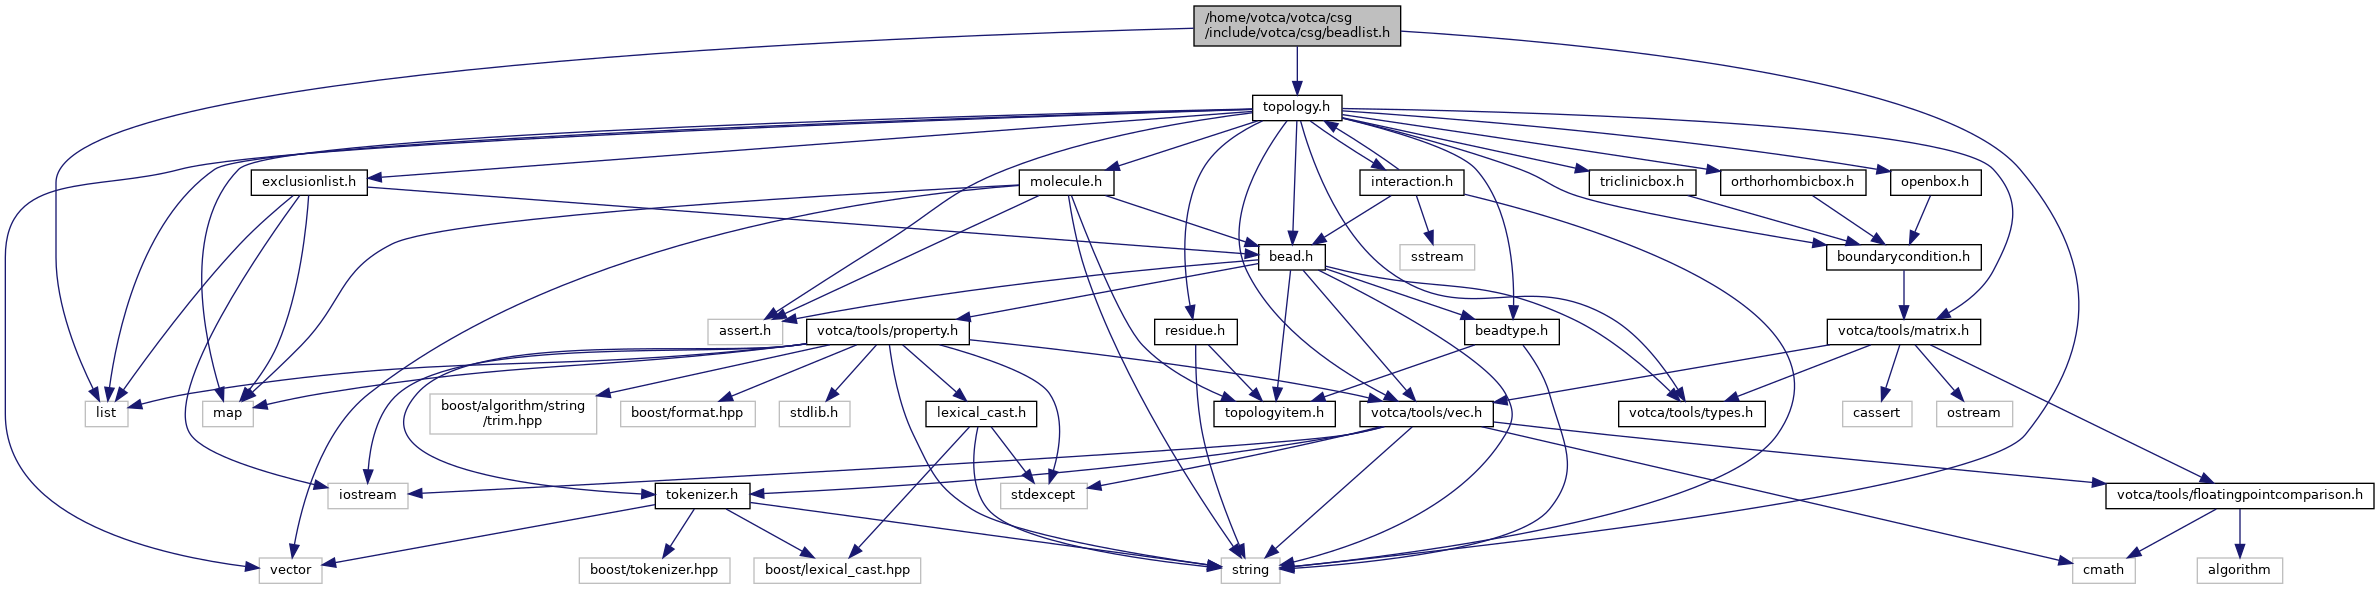 /home/votca/votca/csg
/include/votca/csg/beadlist.h
topology.h
exclusionlist.h
molecule.h
interaction.h
triclinicbox.h
orthorhombicbox.h
openbox.h
bead.h
sstream
boundarycondition.h
assert.h
votca/tools/property.h
residue.h
beadtype.h
votca/tools/matrix.h
list
map
boost/algorithm/string
/trim.hpp
boost/format.hpp
stdlib.h
lexical_cast.h
topologyitem.h
votca/tools/vec.h
votca/tools/types.h
cassert
ostream
iostream
tokenizer.h
stdexcept
votca/tools/floatingpointcomparison.h
vector
boost/tokenizer.hpp
boost/lexical_cast.hpp
string
cmath
algorithm